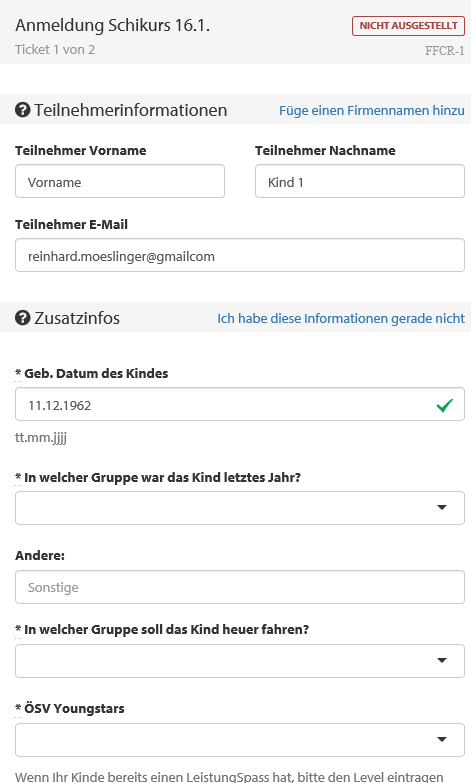 Anmeldung Schikurs 16.1.
NICHT AUSGESTELLT
Ticket 1 von 2
FFCR-1
Teilnehmerinformationen
Füge einen Firmennamen hinzu
Teilnehmer Vorname
Teilnehmer Nachname
Vorname
Kind 1
Teilnehmer E-Mail
reinhard.moeslinger@gmailcom
Zusatzinfos
Ich habe diese Informationen gerade nicht
* Geb. Datum des Kindes
11.12.1962
tt.mm.jjjj
* In welcher Gruppe war das Kind letztes Jahr?
Andere:
Sonstige
* In welcher Gruppe soll das Kind heuer fahren?
* ÖSV Youngstars
Wenn Ihr Kinde bereits einen LeistungSpass hat, bitte den Level eintragen